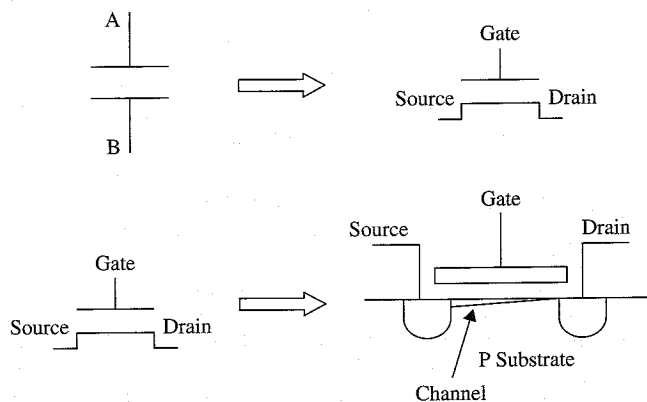 A
B
Gate
Source Drain
Gate
Source Drain
Gate
Source Drain
P Substrate
Channel